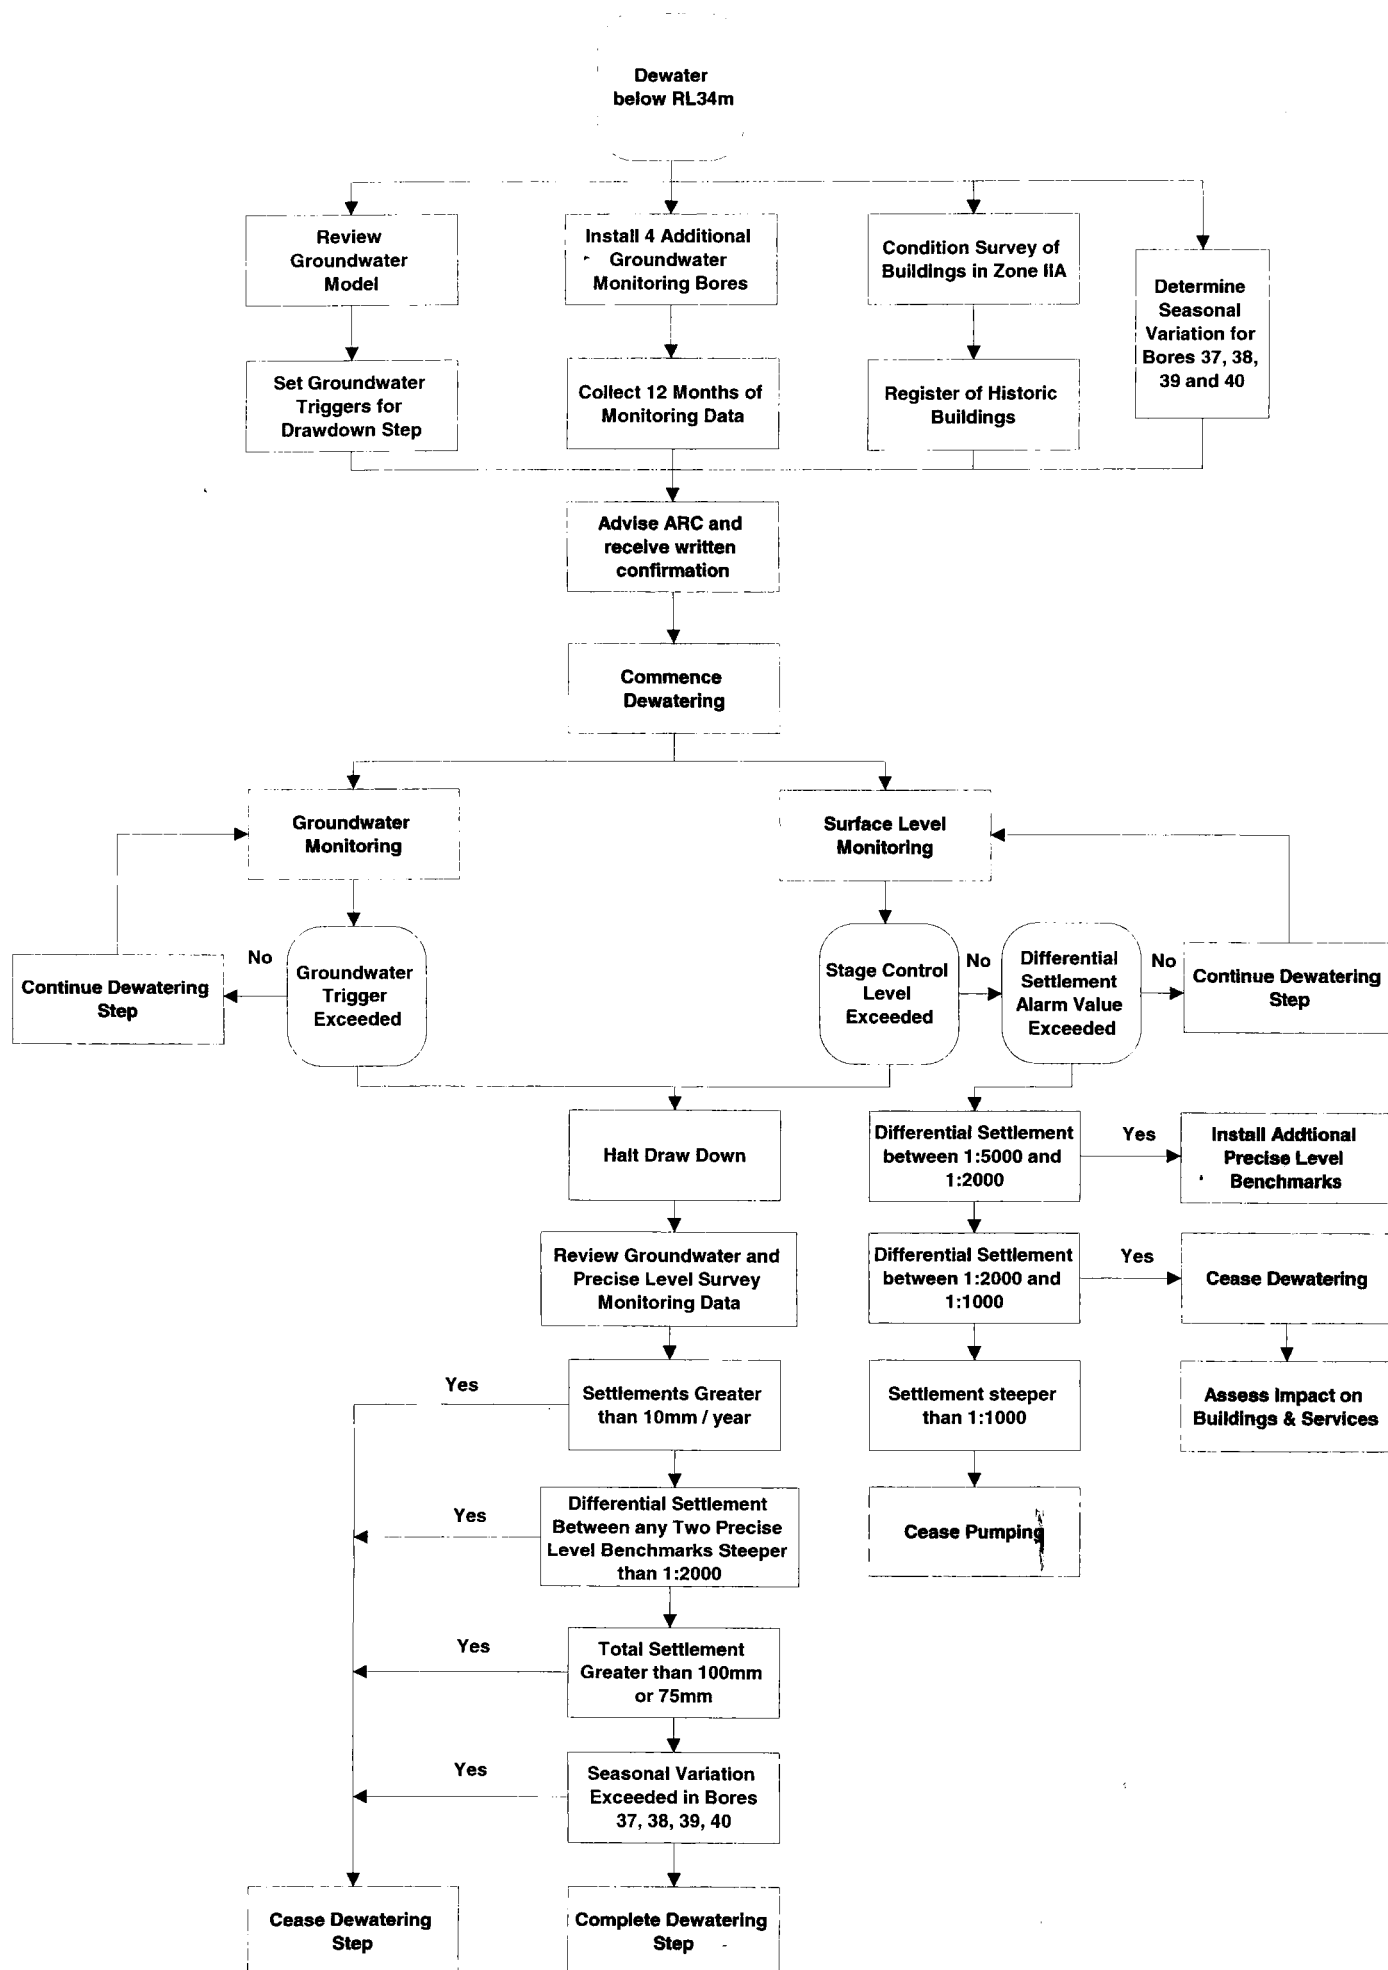 Dewater
below RL34m
Review
Groundwater
Model
Install 4 Additional
Groundwater
Monitoring Bores
Condition Survey of
Buildings in Zone IIA
Determine
Seasonal
Variation for
Bores 37, 38,
39 and 40
Set Groundwater
Triggers for
Drawdown Step
Collect 12 Months of
Monitoring Data
Register of Historic
Buildings
Advise ARC and
receive written
confirmation
Commence
Dewatering
Groundwater
Monitoring
Surface Level
Monitoring
Continue Dewatering
Step
No
Groundwater
Trigger
Exceeded
Stage Control
Level
Exceeded
No
Differential
Settlement
Alarm Value
Exceeded
No
Continue Dewatering
Step
Halt Draw Down
Differential Settlement
between 1:5000 and
1:2000
Yes
Install Addtional
Precise Level
Benchmarks
Review Groundwater and
Precise Level Survey
Monitoring Data
Differential Settlement
between 1:2000 and
1:1000
Yes
Cease Dewatering
Yes
Settlements Greater
than 10mm / year
Settlement steeper
than 1:1000
Assess Impact on
Buildings & Services
Yes
Differential Settlement
Between any Two Precise
Level Benchmarks Steeper
than 1:2000
Cease Pumping
Yes
Total Settlement
Greater than 100mm
or 75mm
Yes
Seasonal Variation
Exceeded in Bores
37, 38, 39, 40
Cease Dewatering
Step
Complete Dewatering
Step